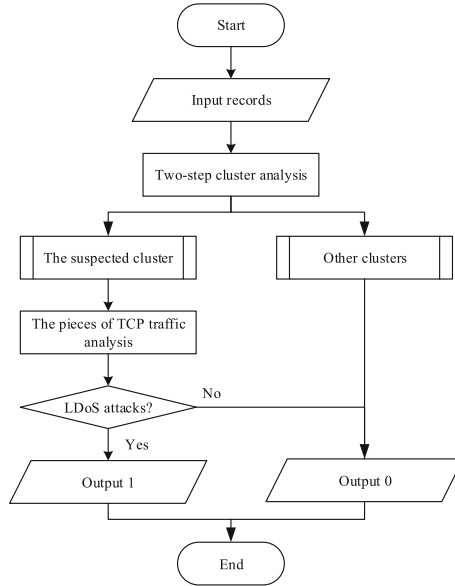 Start
Input records
Two-step cluster analysis
The suspected cluster
Other clusters
The pieces of TCP traffic
analysis
LDoS attacks?
No
Yes
Output 1
Output 0
End